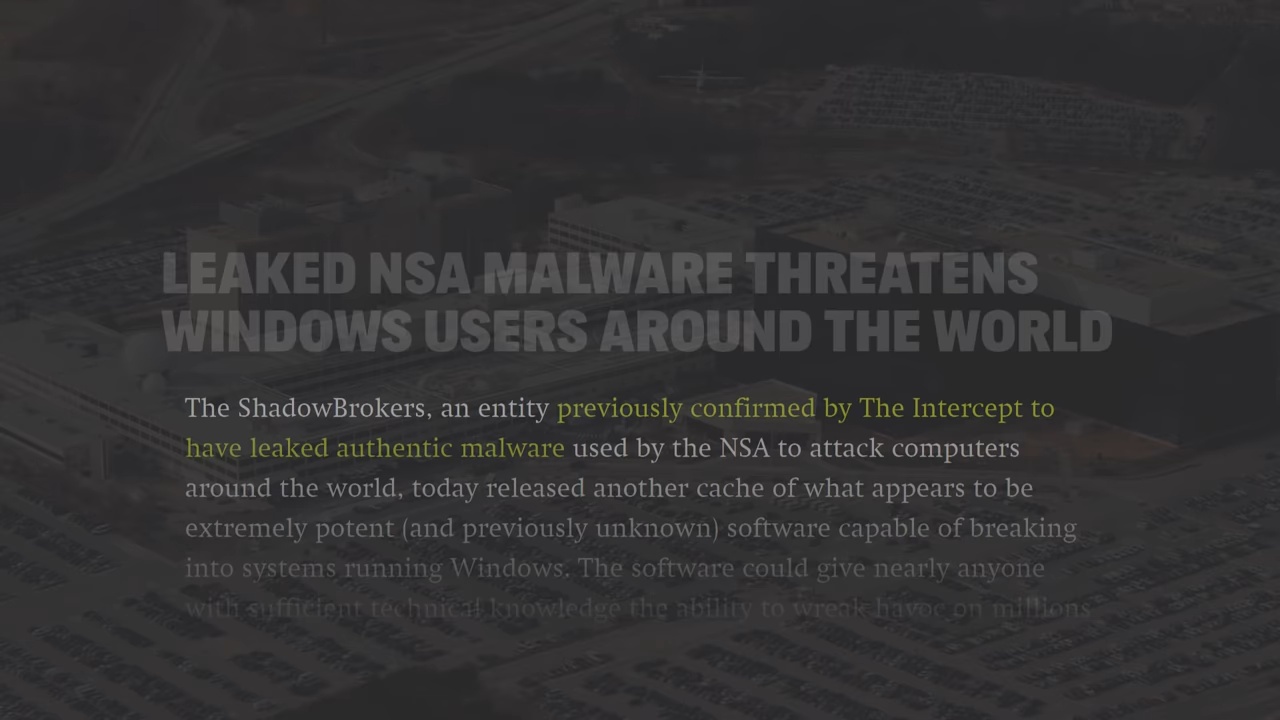 LEAKED NSA MALWARE THREATENS
WINDOWS USERS AROUND THE WORLD
The ShadowBrokers, an entity previously confirmed by The Intercept to
have leaked authentic malware used by the NSA to attack computers
around the world, today released another cache of what appears to be
extremely potent (and previously unknown) software capable of breaking
into systems running Windows. The software could give nearly anyone
with sufficient technical knowledge the ability to wreak havoc on millions